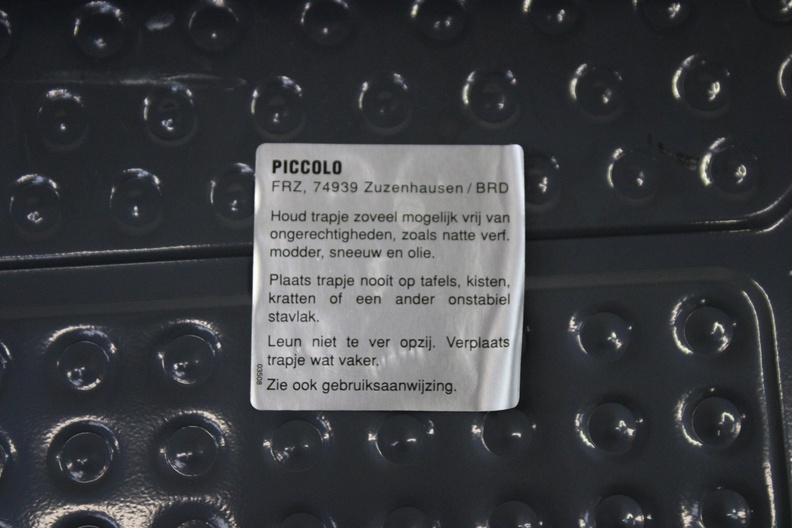 PICCOLO
FRZ, 74939 Zuzenhausen / BRD
Houd trapje zoveel mogelijk vrij van
ongerechtigheden, zoals natte verf.
modder, sneeuw en olie.
Plaats trapje nooit op tafels, kisten,
kratten of een ander onstabiel
stavlak.
Leun niet te ver opzij. Verplaats
trapje wat vaker.
Zie ook gebruiksaanwijzing.
03508